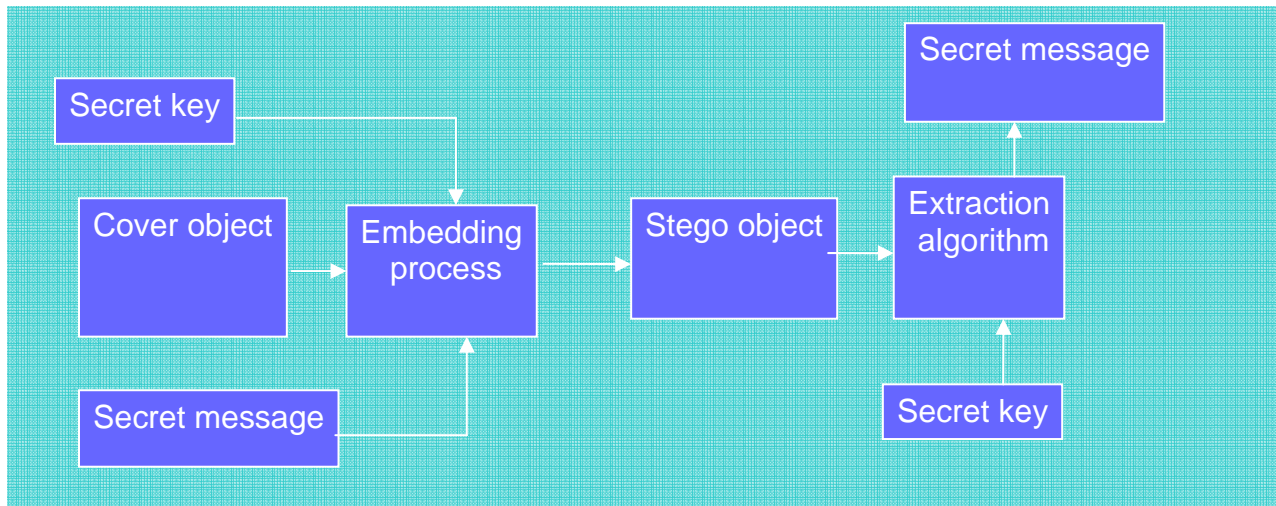 Secret message
Secret key
Cover object
Embedding
process
Stego object
Extraction
algorithm
Secret message
Secret key